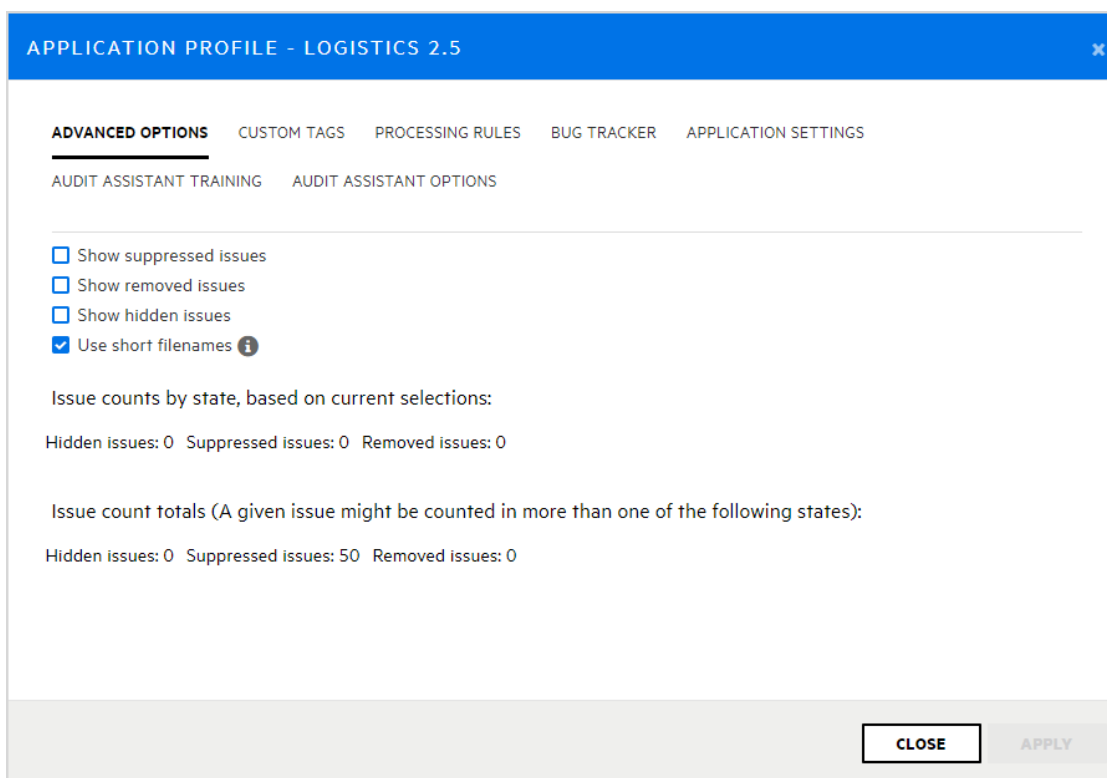 APPLICATION PROFILE - LOGISTICS 2.5
ADVANCED OPTIONS CUSTOM TAGS PROCESSING RULES BUG TRACKER APPLICATION SETTINGS
AUDIT ASSISTANT TRAINING AUDIT ASSISTANT OPTIONS
Show suppressed issues
Show removed issues
Show hidden issues
Use short filenames
Issue counts by state, based on current selections:
Hidden issues: 0 Suppressed issues: 0 Removed issues: 0
Issue count totals (A given issue might be counted in more than one of the following states):
Hidden issues: 0 Suppressed issues: 50 Removed issues: 0
CLOSE APPLY